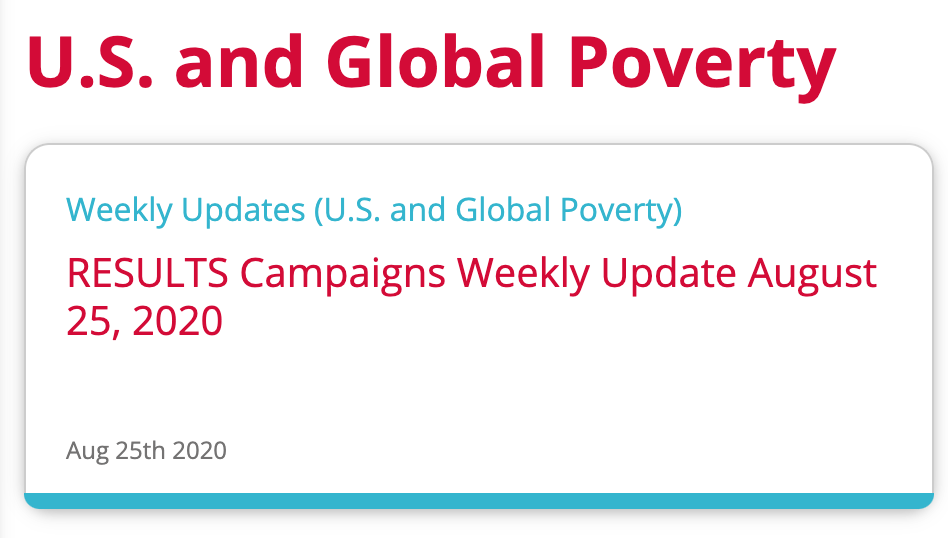 U.S. and Global Poverty
Weekly Updates (U.S. and Global Poverty)
RESULTS Campaigns Weekly Update August
25, 2020
Aug 25th 2020